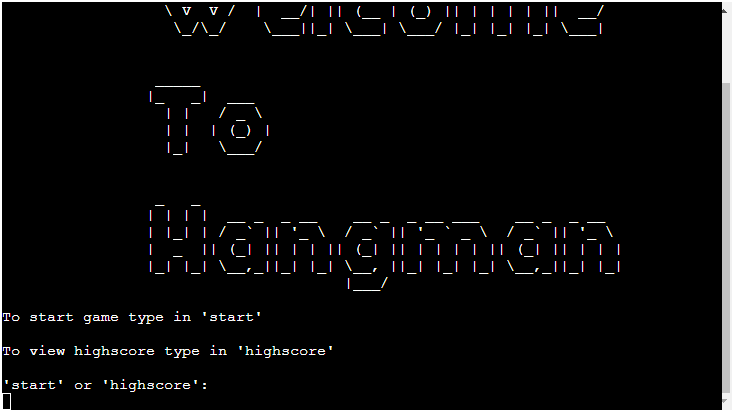 Welcome
To
Hangman
To start game type in 'start'
To view highscore type in 'highscore'
'start' or 'highscore':